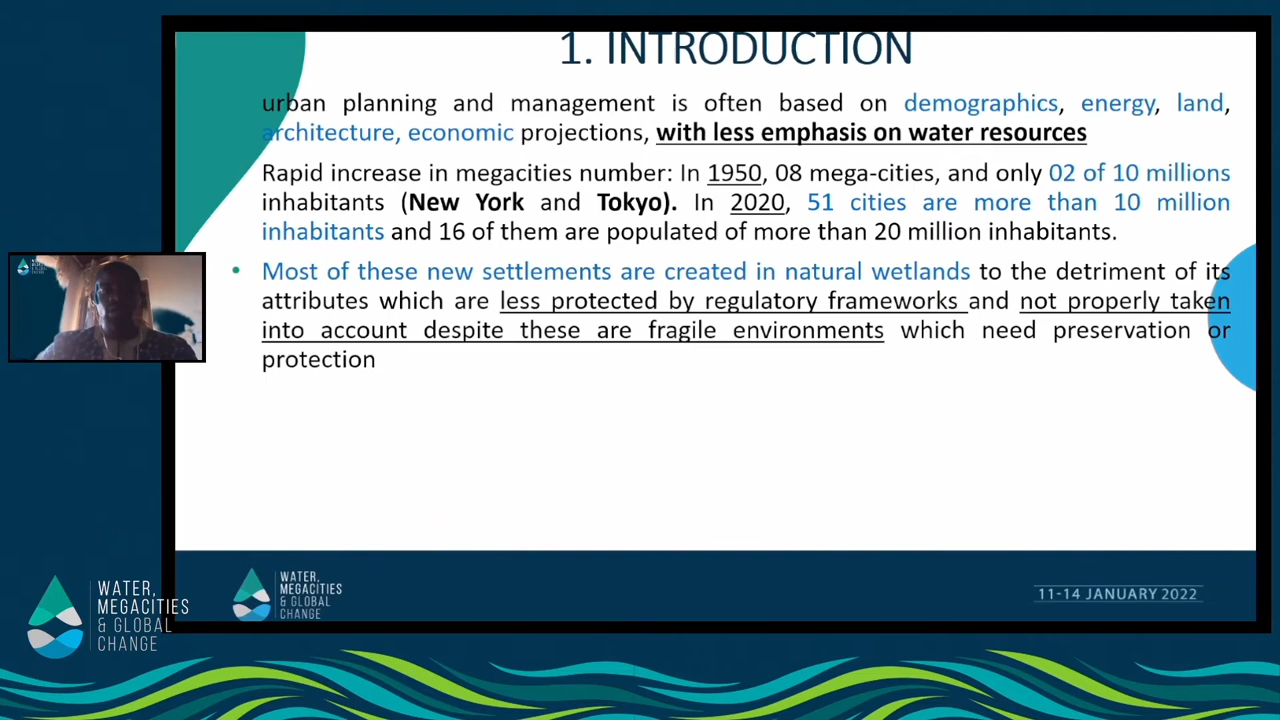 1. INTRODUCTION
urban planning and management is often based on demographics, energy, land,
architecture, economic projections, with less emphasis on water resources
Rapid increase in megacities number: In 1950, 08 mega-cities, and only 02 of 10 millions
inhabitants (New York and Tokyo). In 2020, 51 cities are more than 10 million
inhabitants and 16 of them are populated of more than 20 million inhabitants.
• Most of these new settlements are created in natural wetlands to the detriment of its
attributes which are less protected by regulatory frameworks and not properly taken
into account despite these are fragile environments which need preservation or
protection
WATER,
MEGACITIES
& GLOBAL
CHANGE
11-14 JANUARY 2022
WATER,
MEGACITIES
& GLOBAL
CHANGE